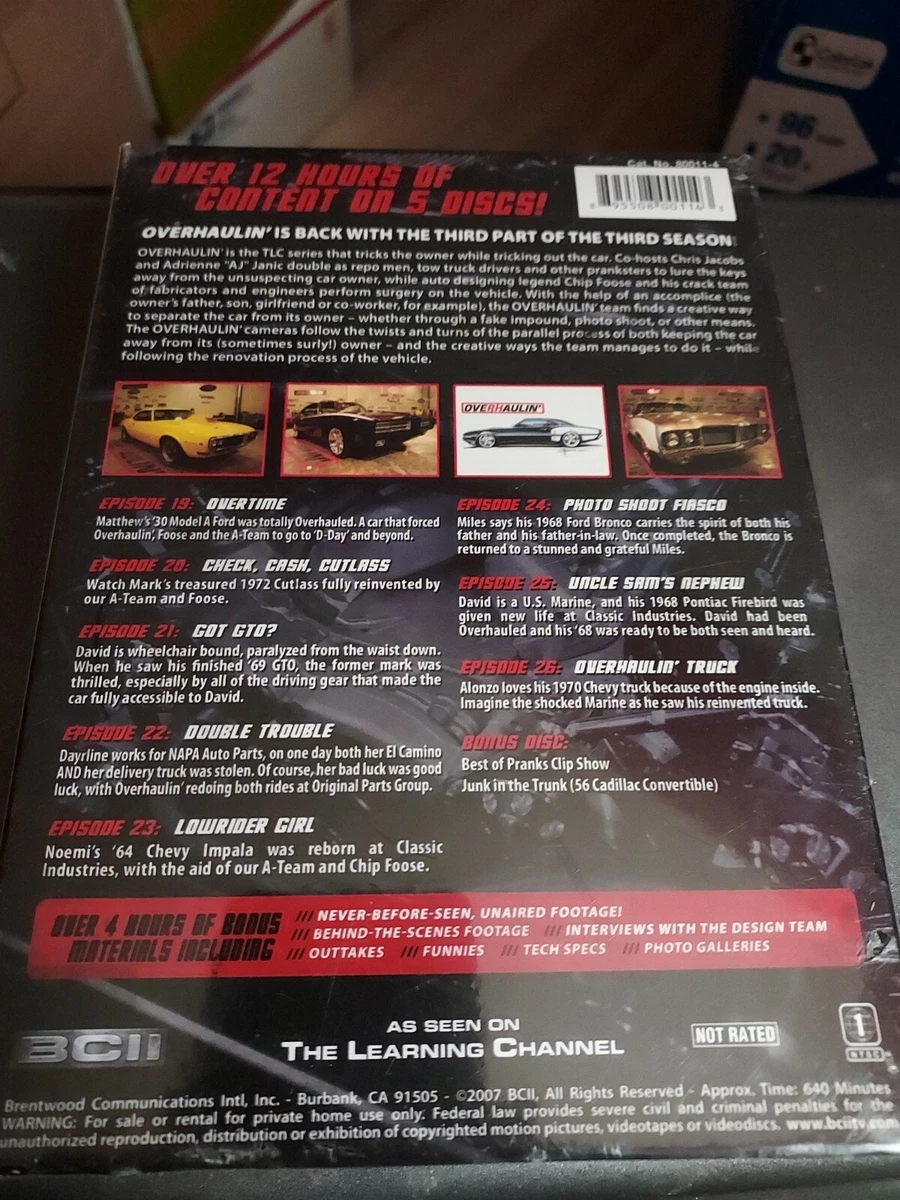 96
20
Cat. No. 80011-4
OVER 12 HOURS OF
CONTENT ON 5 DISCS!
95508 00114 3
OVERHAULIN' IS BACK WITH THE THIRD PART OF THE THIRD SEASON!
OVERHAULIN' is the TLC series that tricks the owner while tricking out the car. Co-hosts Chris Jacobs
and Adrienne "AJ" Janic double as repo men, tow truck drivers and other pranksters to lure the keys
away from the unsuspecting car owner, while auto designing legend Chip Foose and his crack team
of fabricators and engineers perform surgery on the vehicle. With the help of an accomplice (the
owner's father, son, girlfriend or co-worker, for example), the OVERHAULIN' team finds a creative way
to separate the car from its owner – whether through a fake impound, photo shoot, or other means.
The OVERHAULIN' cameras follow the twists and turns of the parallel process of both keeping the car
away from its (sometimes surly!) owner – and the creative ways the team manages to do it – while
following the renovation process of the vehicle.
OVERHAULIN'
EPISODE 19: OVERTIME
Matthew's '30 Model A Ford was totally Overhauled. A car that forced
Overhaulin', Foose and the A-Team to go to 'D-Day' and beyond.
EPISODE 20: CHECK, CASH, CUTLASS
Watch Mark's treasured 1972 Cutlass fully reinvented by
our A-Team and Foose.
EPISODE 21: GOT GTO?
David is wheelchair bound, paralyzed from the waist down.
When he saw his finished '69 GTO, the former mark was
thrilled, especially by all of the driving gear that made the
car fully accessible to David.
EPISODE 22: DOUBLE TROUBLE
Dayrline works for NAPA Auto Parts, on one day both her El Camino
AND her delivery truck was stolen. Of course, her bad luck was good
luck, with Overhaulin' redoing both rides at Original Parts Group.
EPISODE 23: LOWRIDER GIRL
Noemi's '64 Chevy Impala was reborn at Classic
Industries, with the aid of our A-Team and Chip Foose.
EPISODE 24: PHOTO SHOOT FIASCO
Miles says his 1968 Ford Bronco carries the spirit of both his
father and his father-in-law. Once completed, the Bronco is
returned to a stunned and grateful Miles.
EPISODE 25: UNCLE SAM'S NEPHEW
David is a U.S. Marine, and his 1968 Pontiac Firebird was
given new life at Classic Industries. David had been
Overhauled and his '68 was ready to be both seen and heard.
EPISODE 26: OVERHAULIN' TRUCK
Alonzo loves his 1970 Chevy truck because of the engine inside.
Imagine the shocked Marine as he saw his reinvented truck.
BONUS DISC:
Best of Pranks Clip Show
Junk in the Trunk (56 Cadillac Convertible)
OVER 4 HOURS OF BONUS
MATERIALS INCLUDING
/// NEVER-BEFORE-SEEN, UNAIRED FOOTAGE!
/// BEHIND-THE-SCENES FOOTAGE /// INTERVIEWS WITH THE DESIGN TEAM
/// OUTTAKES /// FUNNIES /// TECH SPECS /// PHOTO GALLERIES
BCII
AS SEEN ON
THE LEARNING CHANNEL
NOT RATED
1
NTSC
Brentwood Communications Intl, Inc. - Burbank, CA 91505 - ©2007 BCII, All Rights Reserved - Approx. Time: 640 Minutes
WARNING: For sale or rental for private home use only. Federal law provides severe civil and criminal penalties for the
unauthorized reproduction, distribution or exhibition of copyrighted motion pictures, videotapes or videodiscs. www.bciitv.com